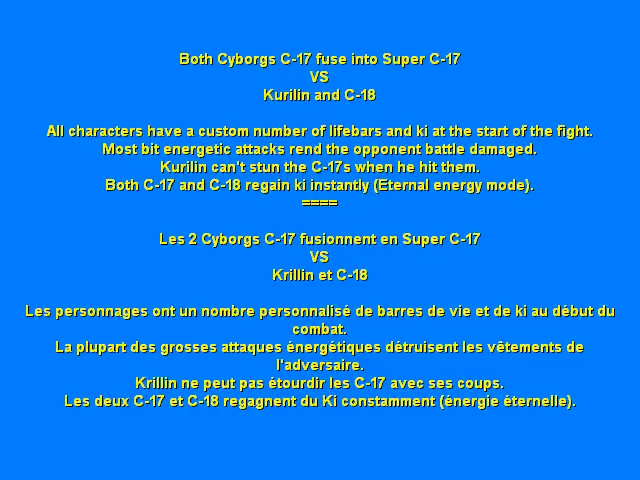 Both Cyborgs C-17 fuse into Super C-17
VS
Kurilin and C-18
All characters have a custom number of lifebars and ki at the start of the fight.
Most bit energetic attacks rend the opponent battle damaged.
Kurilin can't stun the C-17s when he hit them.
Both C-17 and C-18 regain ki instantly (Eternal energy mode).
====
Les 2 Cyborgs C-17 fusionnent en Super C-17
VS
Krillin et C-18
Les personnages ont un nombre personnalisé de barres de vie et de ki au début du
combat.
La plupart des grosses attaques énergétiques détruisent les vêtements de
l'adversaire.
Krillin ne peut pas étourdir les C-17 avec ses coups.
Les deux C-17 et C-18 regagnent du Ki constamment (énergie éternelle).